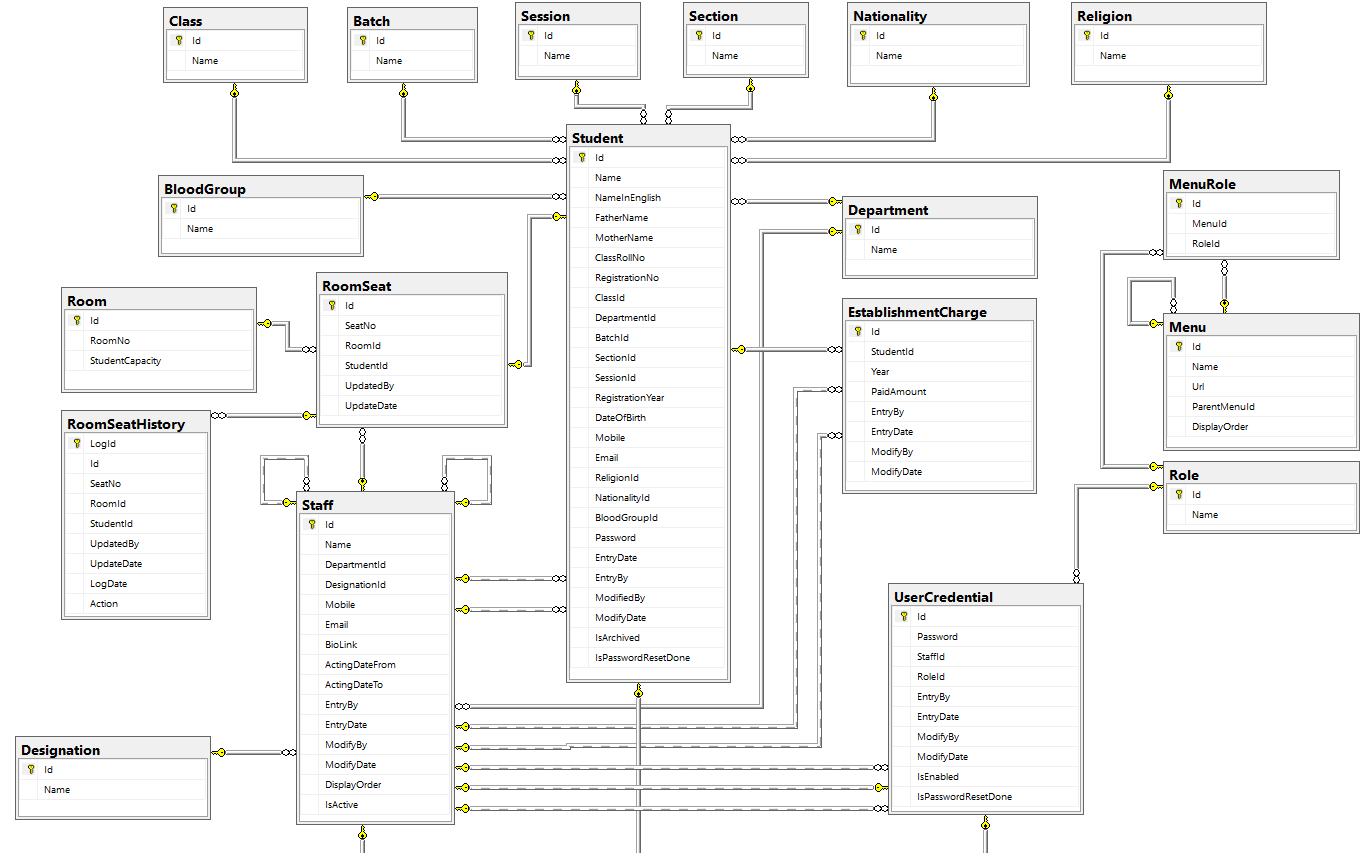 Class
Id
Name
Batch
Id
Name
Session
Id
Name
Section
Id
Name
Nationality
Id
Name
Religion
Id
Name
Student
Id
Name
NameInEnglish
FatherName
MotherName
ClassRollNo
RegistrationNo
ClassId
DepartmentId
BatchId
SectionId
SessionId
RegistrationYear
DateOfBirth
Mobile
Email
ReligionId
NationalityId
BloodGroupId
Password
EntryDate
EntryBy
ModifiedBy
ModifyDate
IsArchived
IsPasswordResetDone
BloodGroup
Id
Name
Department
Id
Name
MenuRole
Id
MenuId
RoleId
RoomSeat
Id
SeatNo
RoomId
StudentId
UpdatedBy
UpdateDate
Room
Id
RoomNo
StudentCapacity
EstablishmentCharge
Id
StudentId
Year
PaidAmount
EntryBy
EntryDate
ModifyBy
ModifyDate
Menu
Id
Name
Url
ParentMenuId
DisplayOrder
RoomSeatHistory
LogId
Id
SeatNo
RoomId
StudentId
UpdatedBy
UpdateDate
LogDate
Action
Role
Id
Name
Staff
Id
Name
DepartmentId
DesignationId
Mobile
Email
BioLink
ActingDateFrom
ActingDateTo
EntryBy
EntryDate
ModifyBy
ModifyDate
DisplayOrder
IsActive
UserCredential
Id
Password
StaffId
RoleId
EntryBy
EntryDate
ModifyBy
ModifyDate
IsEnabled
IsPasswordResetDone
Designation
Id
Name